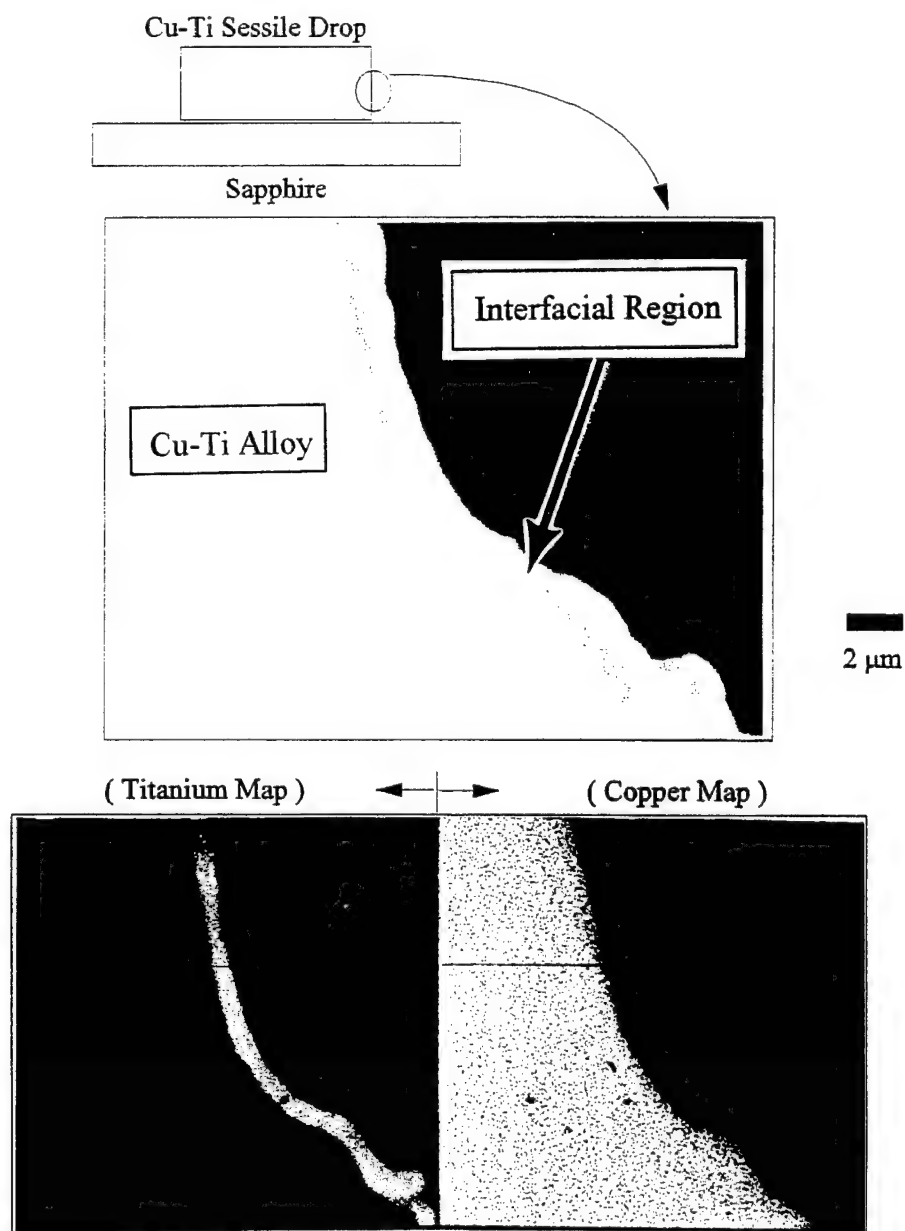 Cu-Ti Sessile Drop
Sapphire
Interfacial Region
Cu-Ti Alloy
2 μm
( Titanium Map )
( Copper Map )